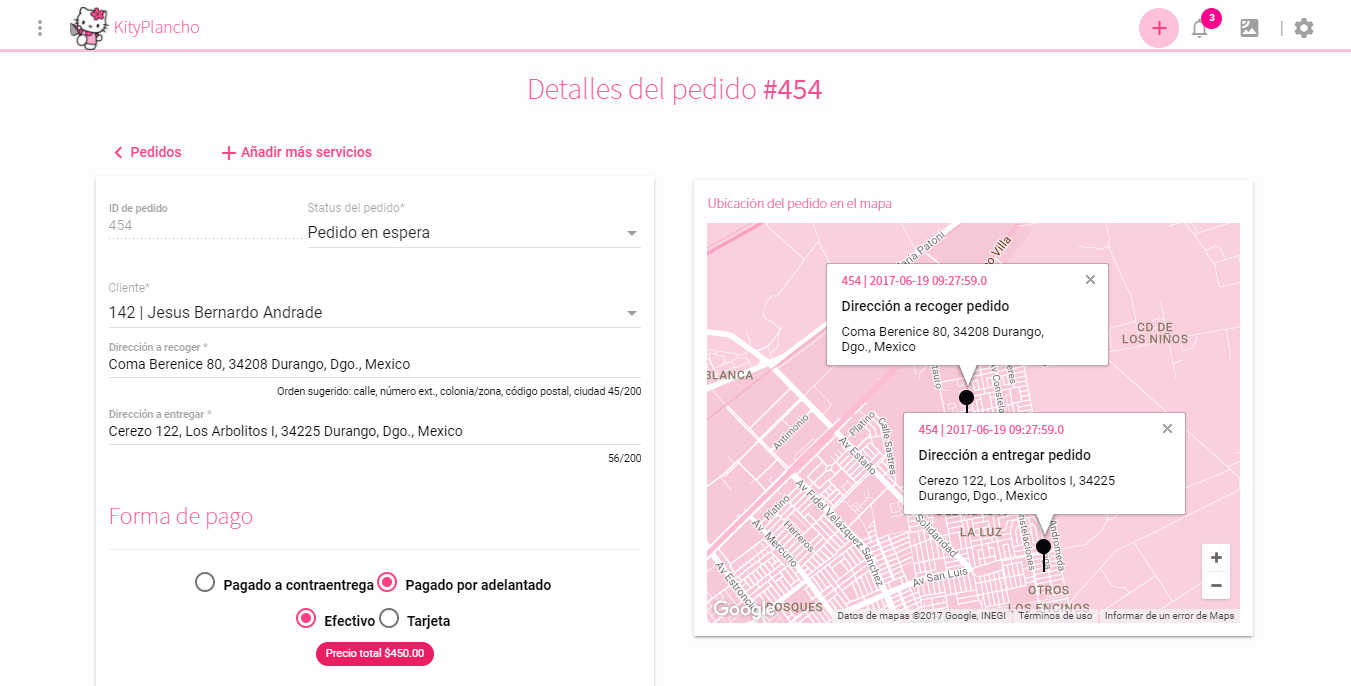 KityPlancho
3
Detalles del pedido #454
Pedidos
Añadir más servicios
ID de pedido
454
Status del pedido*
Pedido en espera
Cliente*
142 | Jesus Bernardo Andrade
Dirección a recoger *
Coma Berenice 80, 34208 Durango, Dgo., Mexico
Orden sugerido: calle, número ext., colonia/zona, código postal, ciudad 45/200
Dirección a entregar *
Cerezo 122, Los Arbolitos I, 34225 Durango, Dgo., Mexico
56/200
Forma de pago
Pagado a contraentrega
Pagado por adelantado
Efectivo
Tarjeta
Precio total $450.00
Ubicación del pedido en el mapa
Villa
454 | 2017-06-19 09:27:59.0
Dirección a recoger pedido
Coma Berenice 80, 34208 Durango,
Dgo., Mexico
CD DE
LOS NIÑOS
BLANCA
Antimonio
Platino
Av Estaño
Calle Sastres
454 | 2017-06-19 09:27:59.0
Dirección a entregar pedido
Cerezo 122, Los Arbolitos I, 34225
Durango, Dgo., Mexico
Av Fidel Velázquez Sánchez
Platino
Av. Mercurio
Herreros
Solidaridad
LA LUZ
Andromeda
Av San Luis
OTROS
LOS ENCINOS
Google
Datos de mapas ©2017 Google, INEGI
Términos de uso
Informar de un error de Maps